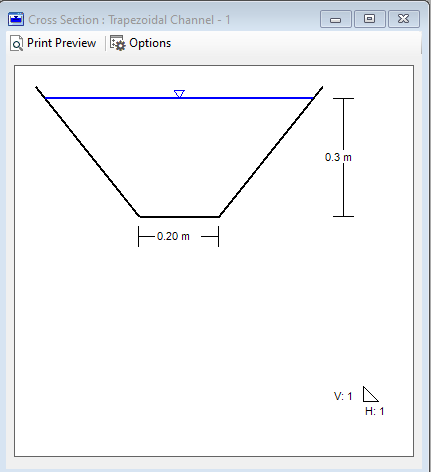 Cross Section : Trapezoidal Channel - 1
Print Preview Options
0.3 m
0.20 m
V: 1
H: 1